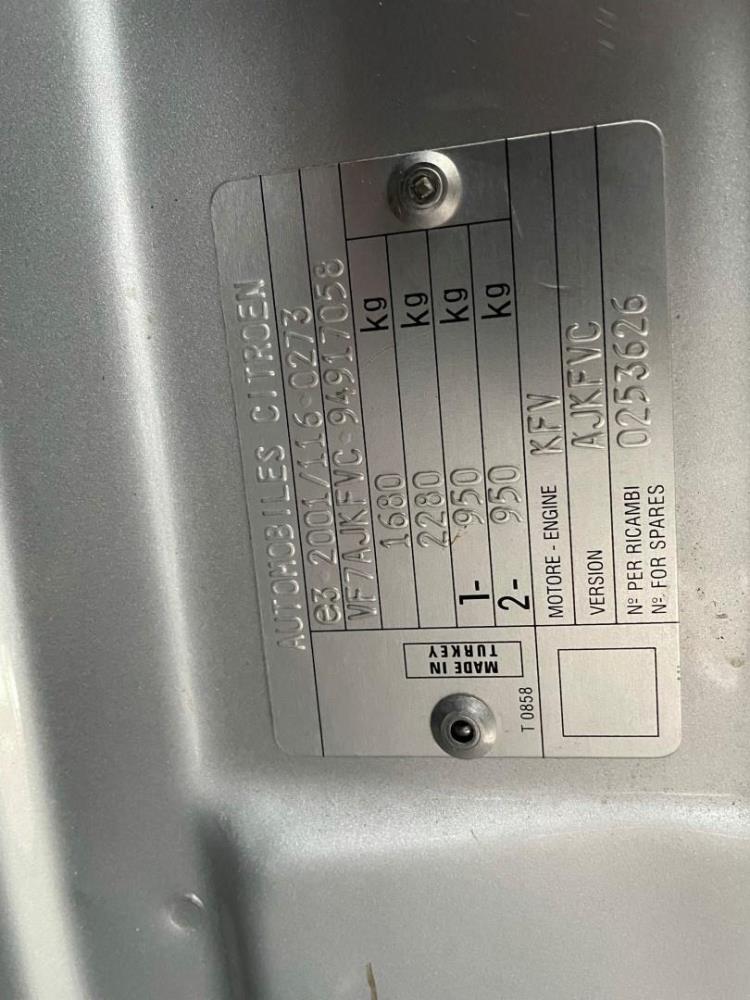 AUTOMOBILES CITROEN
e3*2001/116*0273
VF7AJKFVC*94917058
1680 kg
2280 kg
1- 950 kg
2- 950 kg
MADE IN
TURKEY
T 0858
MOTORE - ENGINE KFV
VERSION AJKFVC
Nº PER RICAMBI
Nº FOR SPARES 0253626